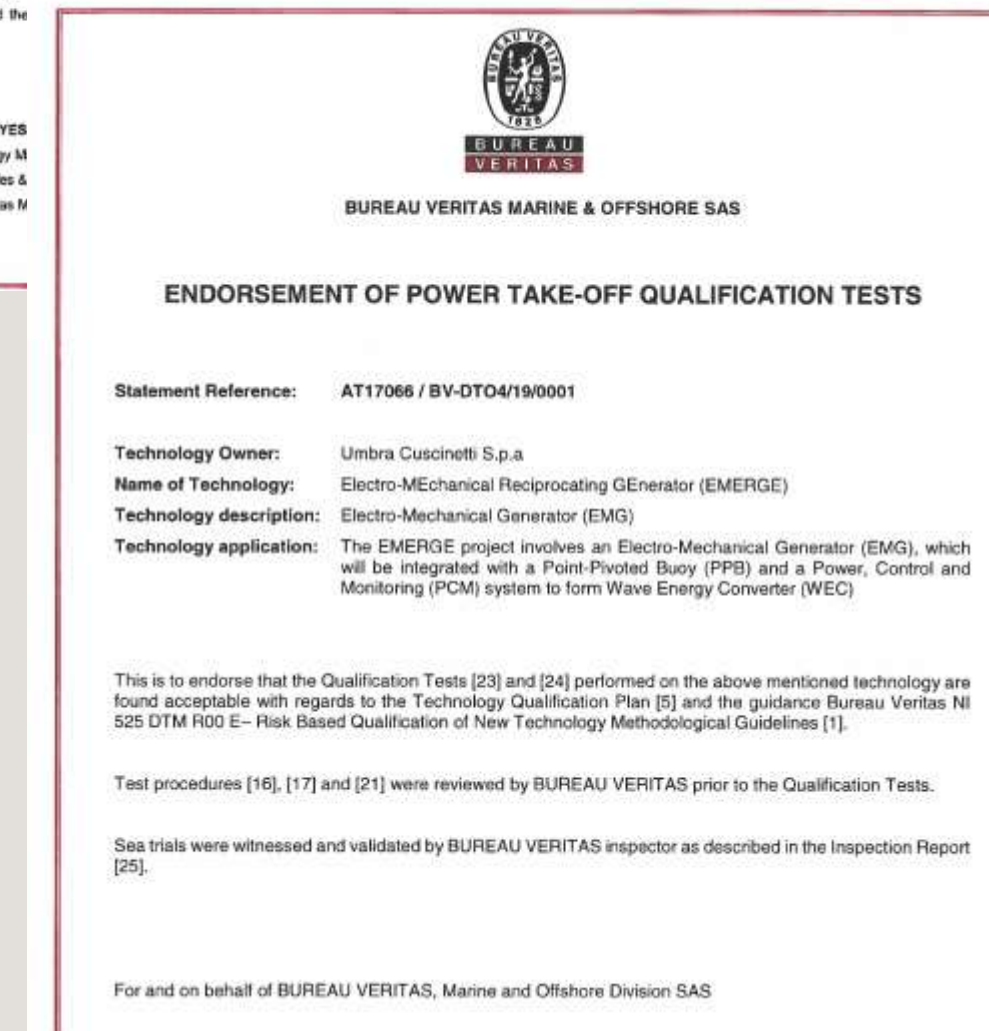 d the
YES
gy M
les &
as M
BUREAU VERITAS
1828
BUREAU
VERITAS
BUREAU VERITAS MARINE & OFFSHORE SAS
ENDORSEMENT OF POWER TAKE-OFF QUALIFICATION TESTS
Statement Reference: AT17066 / BV-DTO4/19/0001
Technology Owner: Umbra Cuscinetti S.p.a
Name of Technology: Electro-MEchanical Reciprocating GEnerator (EMERGE)
Technology description: Electro-Mechanical Generator (EMG)
Technology application: The EMERGE project involves an Electro-Mechanical Generator (EMG), which
will be integrated with a Point-Pivoted Buoy (PPB) and a Power, Control and
Monitoring (PCM) system to form Wave Energy Converter (WEC)
This is to endorse that the Qualification Tests [23] and [24] performed on the above mentioned technology are
found acceptable with regards to the Technology Qualification Plan [5] and the guidance Bureau Veritas NI
525 DTM R00 E– Risk Based Qualification of New Technology Methodological Guidelines [1].
Test procedures [16], [17] and [21] were reviewed by BUREAU VERITAS prior to the Qualification Tests.
Sea trials were witnessed and validated by BUREAU VERITAS inspector as described in the Inspection Report
[25].
For and on behalf of BUREAU VERITAS, Marine and Offshore Division SAS